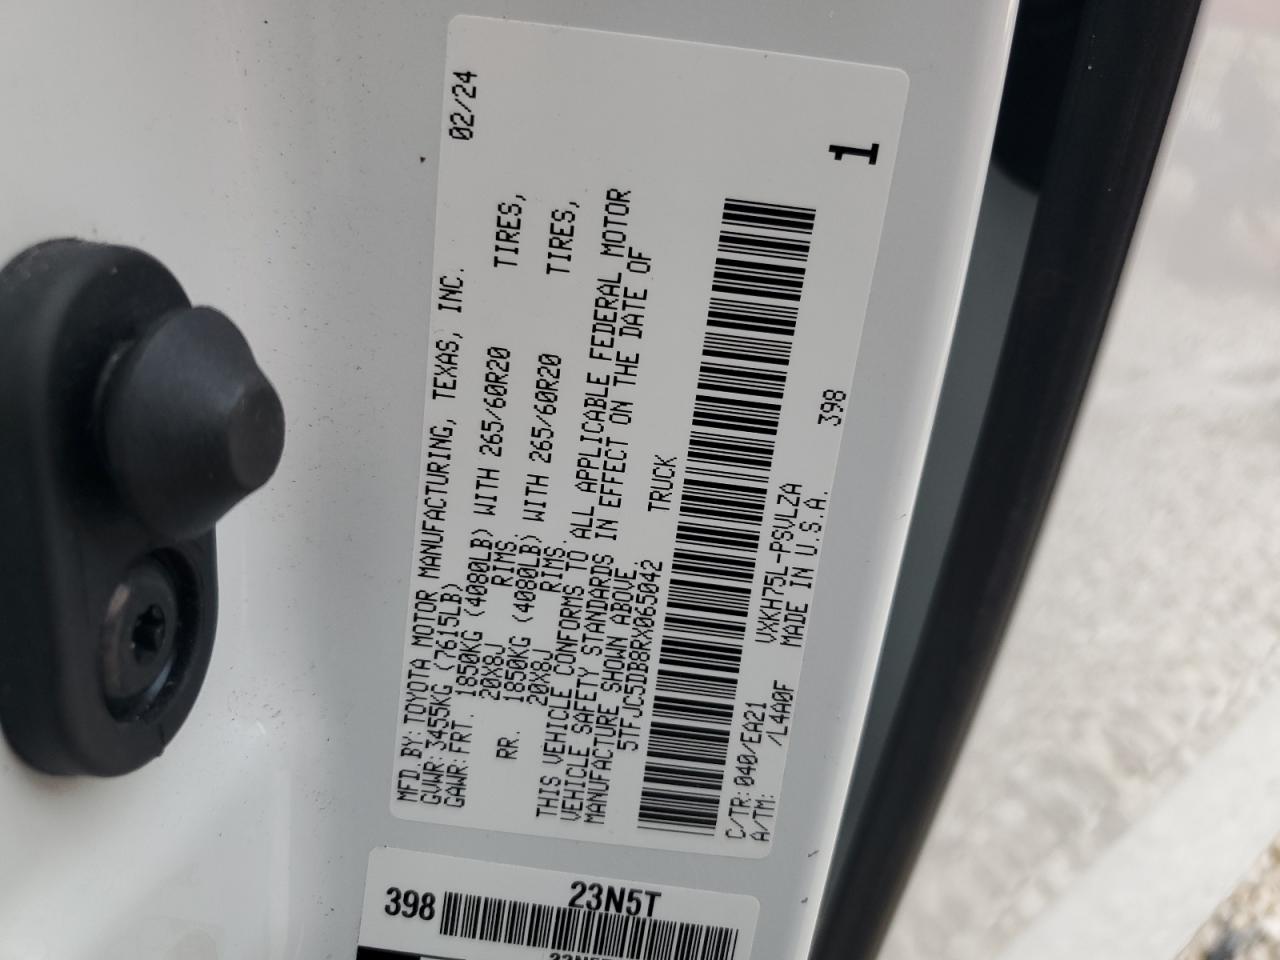 02/24
MFD BY: TOYOTA MOTOR MANUFACTURING, TEXAS, INC.
GVWR: 3455KG (7615LB)
GAWR: FRT. 1850KG (4080LB) WITH 265/60R20 TIRES,
20X8J RIMS,
RR. 1850KG (4080LB) WITH 265/60R20 TIRES,
20X8J RIMS
THIS VEHICLE CONFORMS TO ALL APPLICABLE FEDERAL MOTOR
VEHICLE SAFETY STANDARDS IN EFFECT ON THE DATE OF
MANUFACTURE SHOWN ABOVE.
5TFJC5DB8RX065042 TRUCK
1
C/TR: 040/EA21 VXKH75L-PSVLZA
A/TM: /L4A0F MADE IN U.S.A. 398
398 23N5T